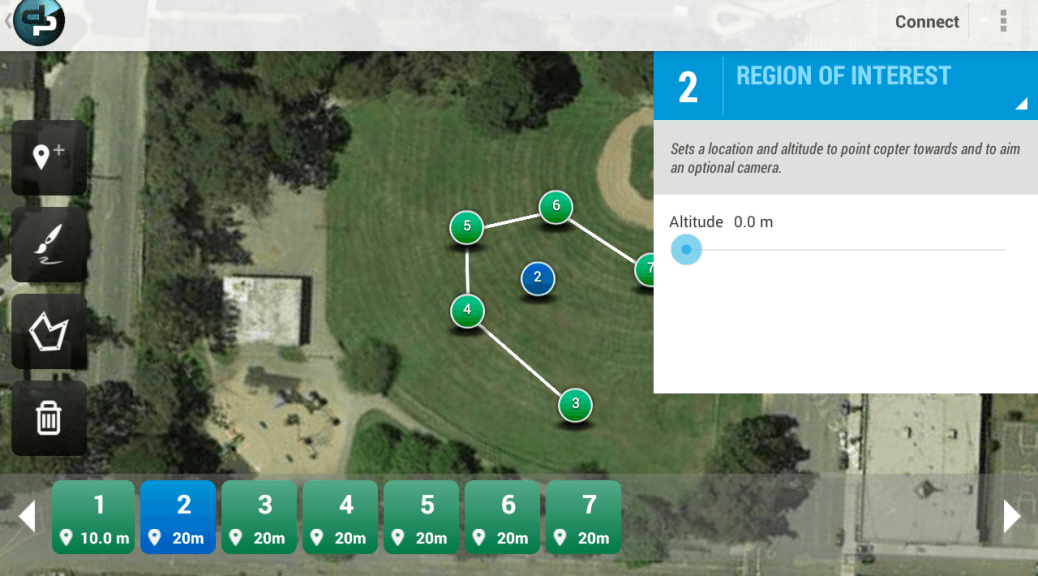 Connect
2
REGION OF INTEREST
Sets a location and altitude to point copter towards and to aim
an optional camera.
Altitude 0.0 m
6
5
2
7
4
3
1
10.0 m
2
20m
3
20m
4
20m
5
20m
6
20m
7
20m